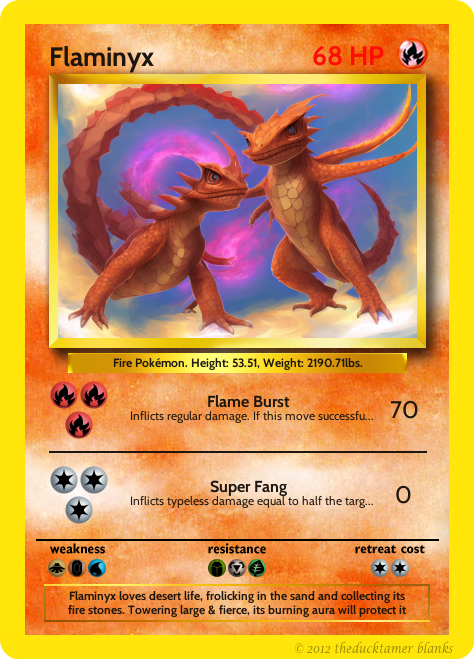 Flaminyx 68 HP
Fire Pokémon. Height: 53.51, Weight: 2190.71lbs.
Flame Burst
Inflicts regular damage. If this move successfu... 70
Super Fang
Inflicts typeless damage equal to half the targ... 0
weakness resistance retreat cost
Flaminyx loves desert life, frolicking in the sand and collecting its
fire stones. Towering large & fierce, its burning aura will protect it
© 2012 theducktamer blanks